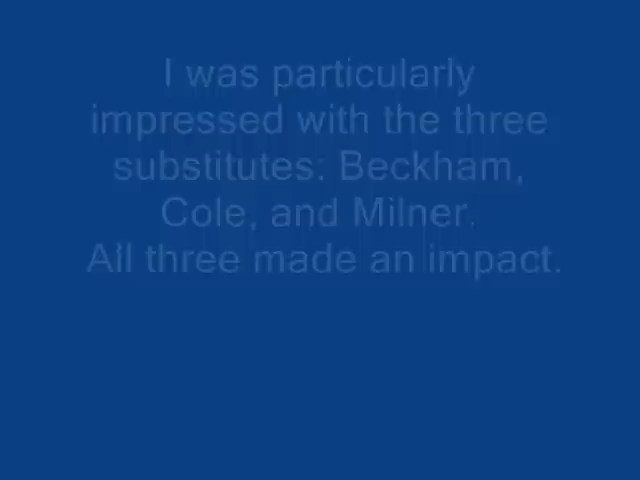 I was particularly
impressed with the three
substitutes: Beckham,
Cole, and Milner.
All three made an impact.